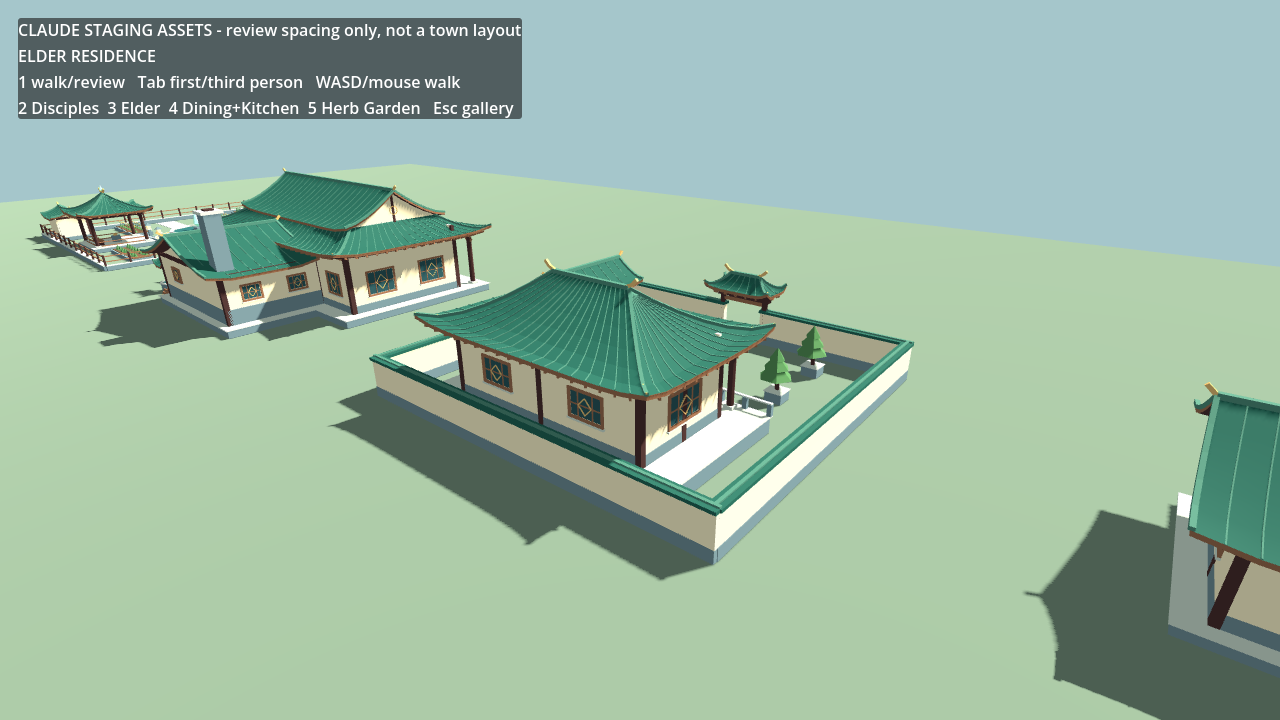 CLAUDE STAGING ASSETS - review spacing only, not a town layout
ELDER RESIDENCE
1 walk/review   Tab first/third person   WASD/mouse walk
2 Disciples  3 Elder  4 Dining+Kitchen  5 Herb Garden   Esc gallery